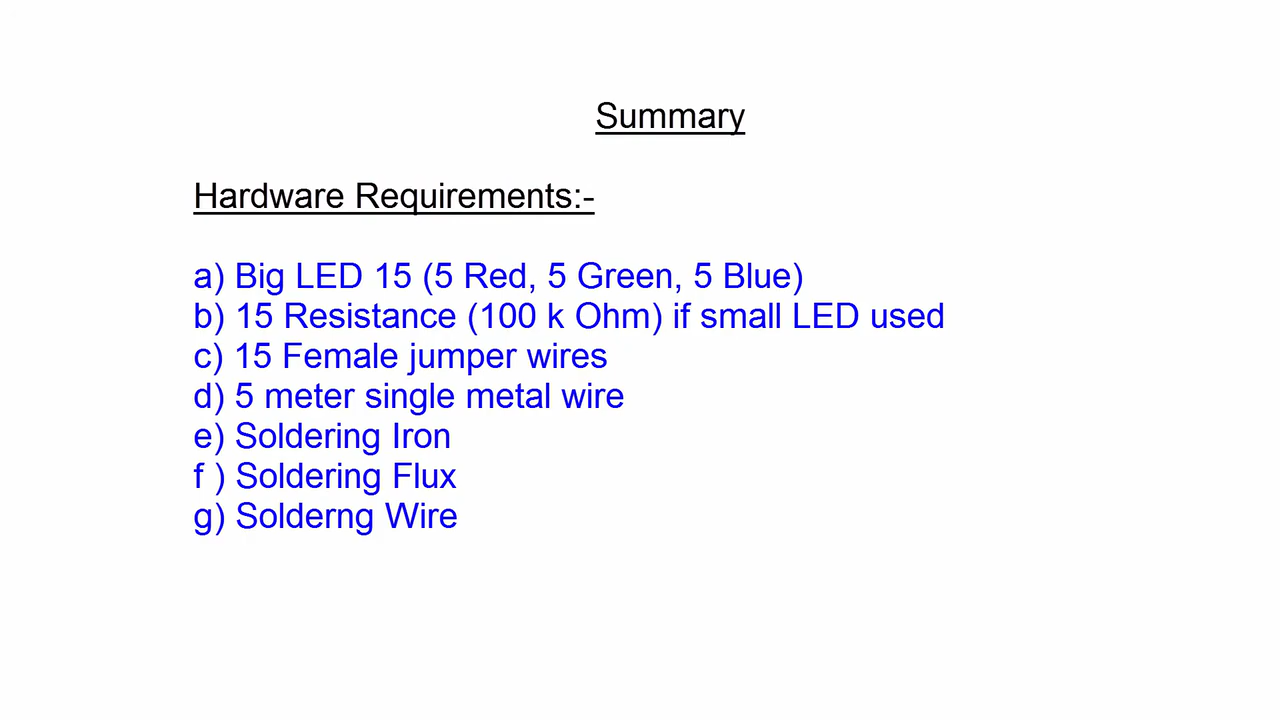 Summary
Hardware Requirements:-
a) Big LED 15 (5 Red, 5 Green, 5 Blue)
b) 15 Resistance (100 k Ohm) if small LED used
c) 15 Female jumper wires
d) 5 meter single metal wire
e) Soldering Iron
f ) Soldering Flux
g) Solderng Wire